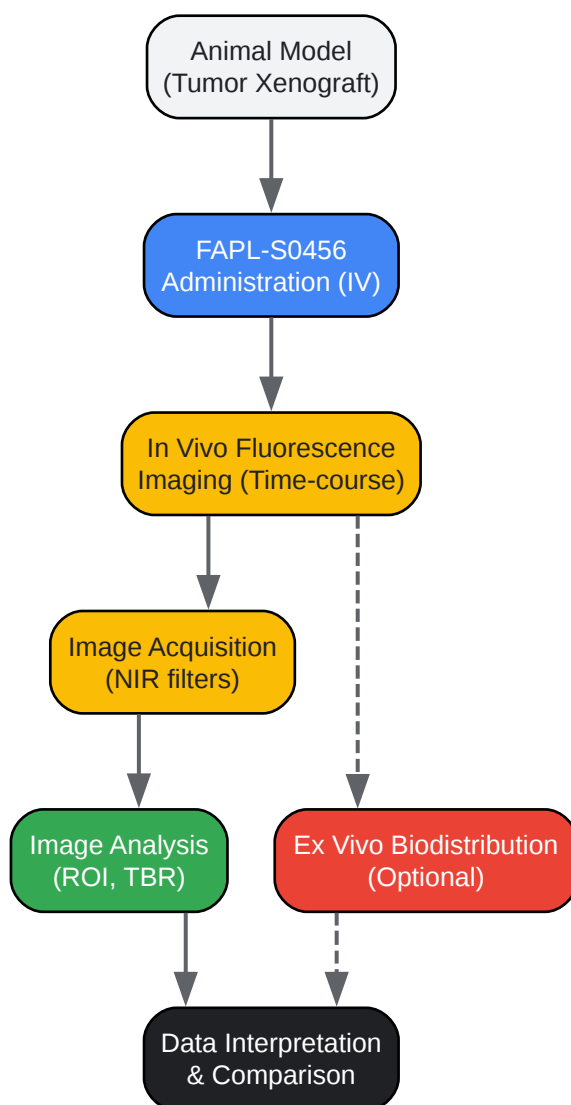 Animal Model
(Tumor Xenograft)
FAPL-S0456
Administration (IV)
In Vivo Fluorescence
Imaging (Time-course)
Image Acquisition
(NIR filters)
Image Analysis
(ROI, TBR)
Ex Vivo Biodistribution
(Optional)
Data Interpretation
& Comparison